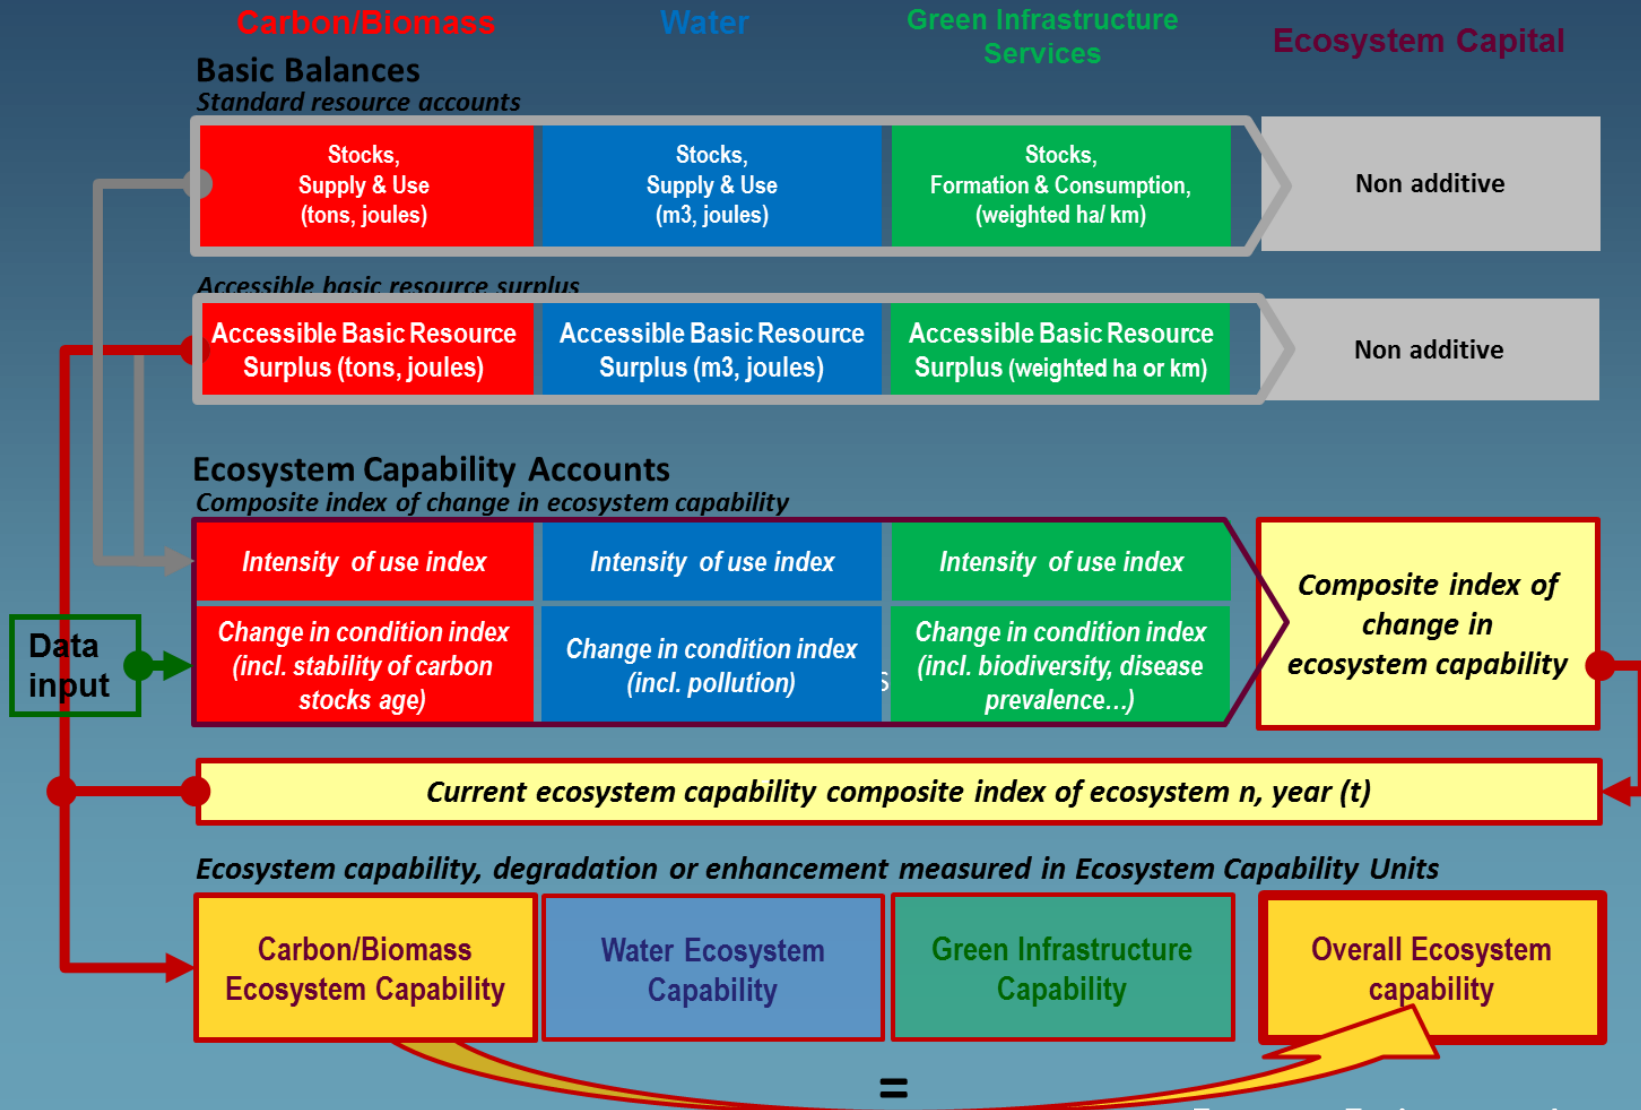 Carbon/Biomass
Water
Green Infrastructure
Services
Ecosystem Capital
Basic Balances
Standard resource accounts
Stocks,
Supply & Use
(tons, joules)
Stocks,
Supply & Use
(m3, joules)
Stocks,
Formation & Consumption,
(weighted ha/ km)
Non additive
Accessible basic resource surplus
Accessible Basic Resource
Surplus (tons, joules)
Accessible Basic Resource
Surplus (m3, joules)
Accessible Basic Resource
Surplus (weighted ha or km)
Non additive
Ecosystem Capability Accounts
Composite index of change in ecosystem capability
Intensity of use index
Intensity of use index
Intensity of use index
Composite index of
change in
ecosystem capability
Data
input
Change in condition index
(incl. stability of carbon
stocks age)
Change in condition index
(incl. pollution)
s
Change in condition index
(incl. biodiversity, disease
prevalence...)
Current ecosystem capability composite index of ecosystem n, year (t)
Ecosystem capability, degradation or enhancement measured in Ecosystem Capability Units
Carbon/Biomass
Ecosystem Capability
Water Ecosystem
Capability
Green Infrastructure
Capability
Overall Ecosystem
capability
=